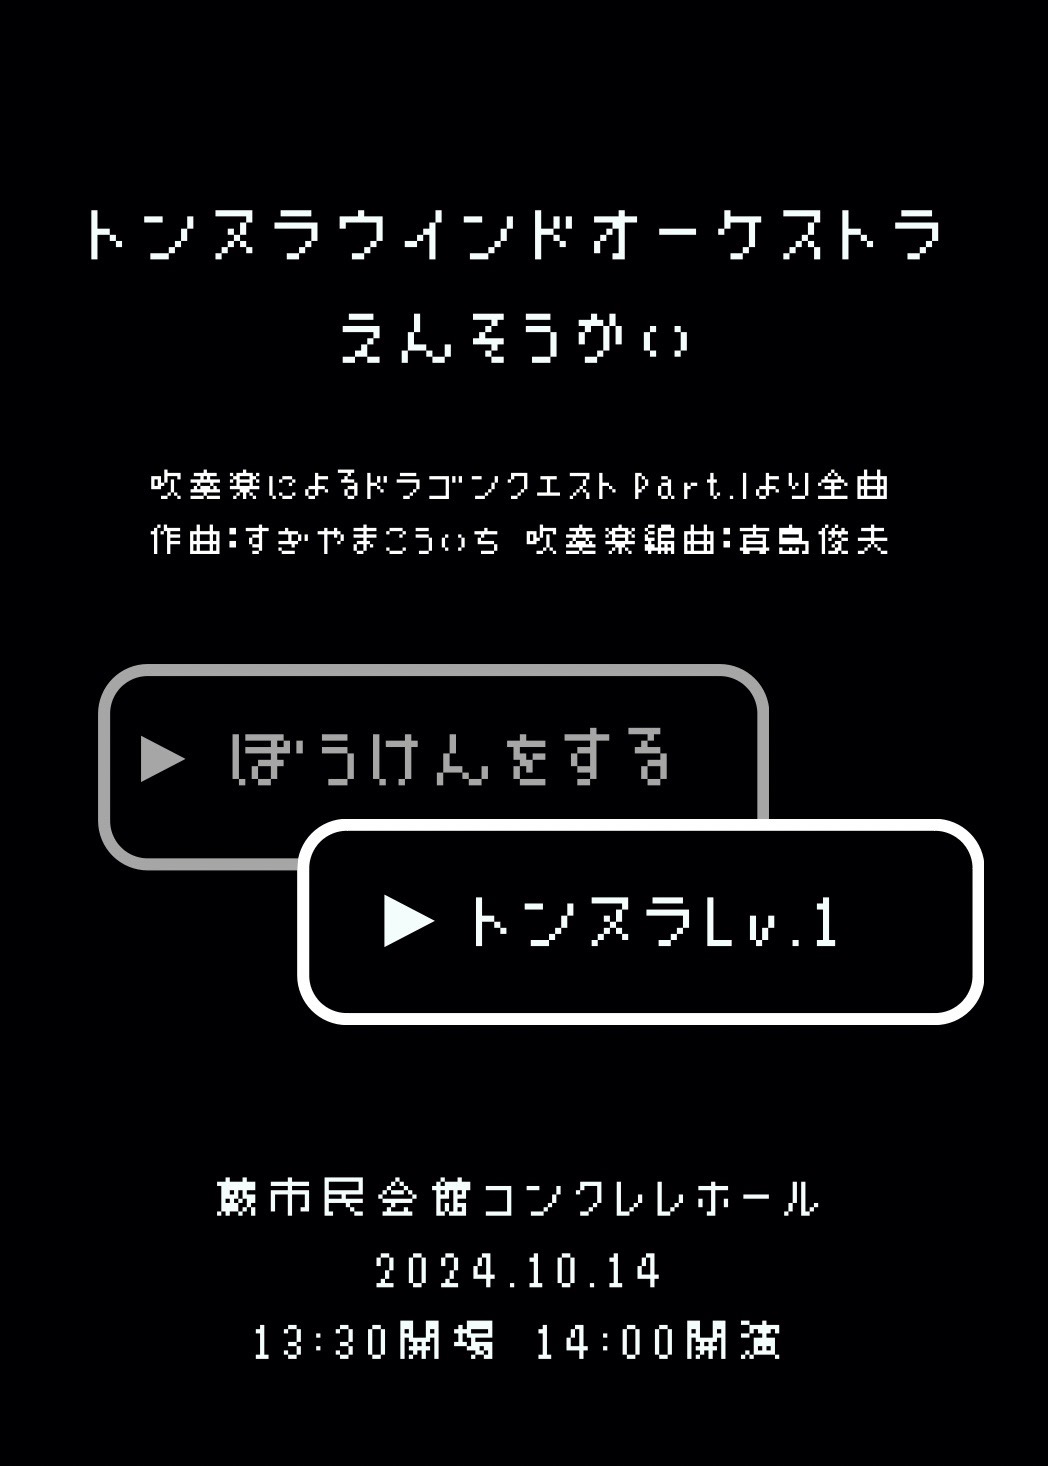 トンヌラウインドオーケストラ
えんそうかい
吹奏楽によるドラゴンクエスト Part.1より全曲
作曲:すぎやまこういち 吹奏楽編曲:真島俊夫
▶ ぼうけんをする
▶ トンヌラLv.1
蕨市民会館コンクレレホール
2024.10.14
13:30開場 14:00開演